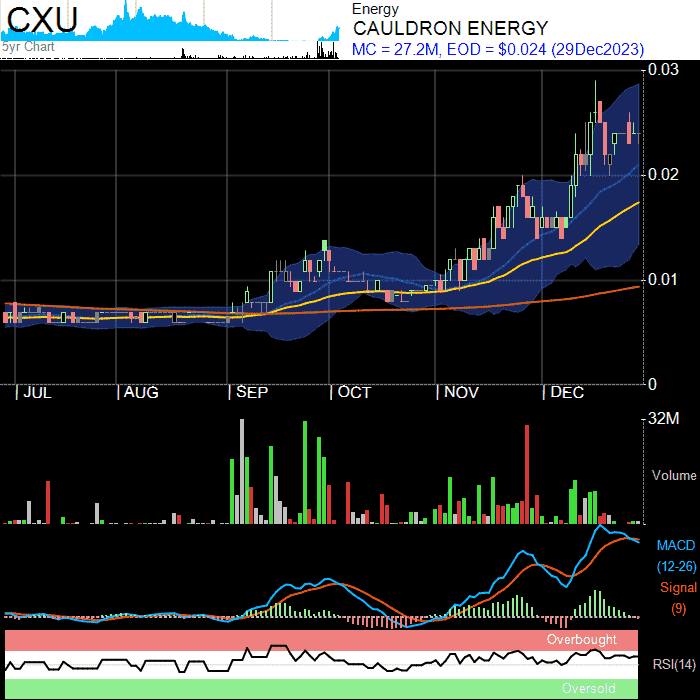 CXU
5yr Chart
Energy
CAULDRON ENERGY
MC = 27.2M, EOD = $0.024 (29Dec2023)
0.03
0.02
0.01
0
JUL
AUG
SEP
OCT
NOV
DEC
32M
Volume
MACD
(12-26)
Signal
(9)
Overbought
RSI(14)
Oversold